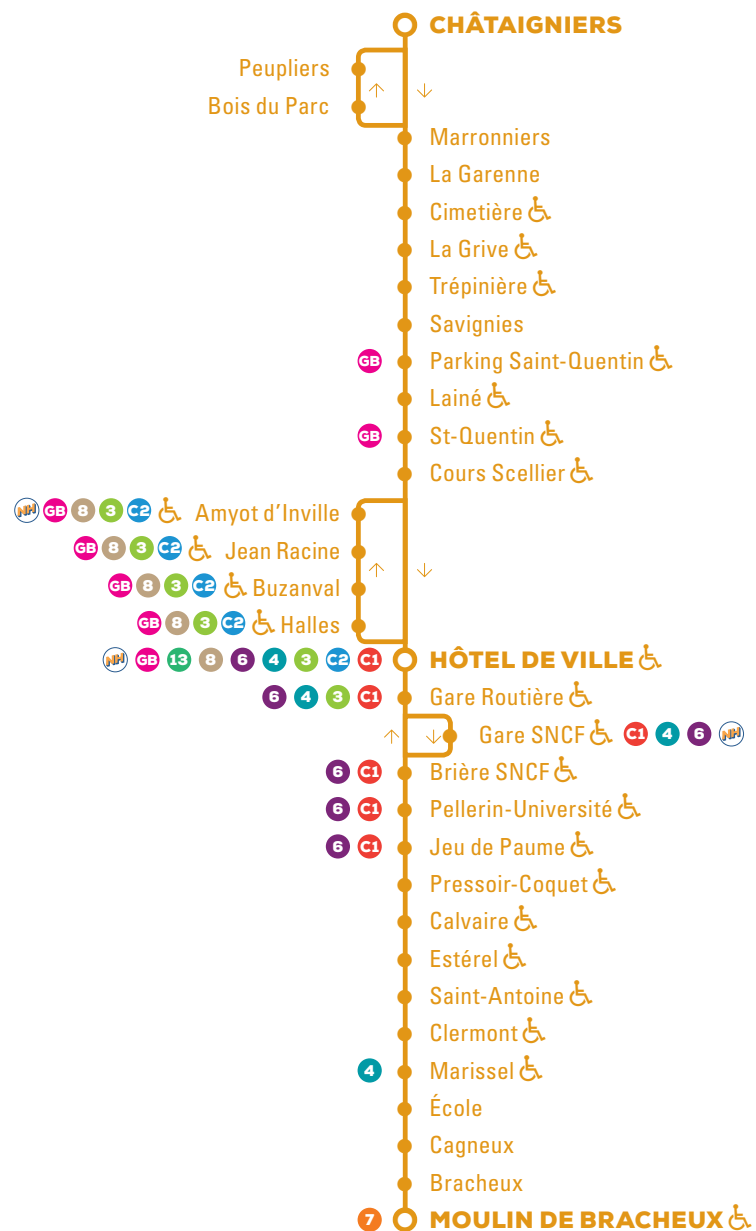 CHÂTAIGNIERS
Peupliers
Bois du Parc
Marronniers
La Garenne
Cimetière
La Grive
Trépinière
Savignies
GB Parking Saint-Quentin
Lainé
GB St-Quentin
Cours Scellier
NH GB 8 3 C2 Amyot d'Inville
GB 8 3 C2 Jean Racine
GB 8 3 C2 Buzanval
GB 8 3 C2 Halles
NH GB 13 8 6 4 3 C2 C1 HÔTEL DE VILLE
6 4 3 C1 Gare Routière
Gare SNCF C1 4 6 NH
6 C1 Brière SNCF
6 C1 Pellerin-Université
6 C1 Jeu de Paume
Pressoir-Coquet
Calvaire
Estérel
Saint-Antoine
Clermont
4 Marissel
École
Cagneux
Bracheux
7 MOULIN DE BRACHEUX